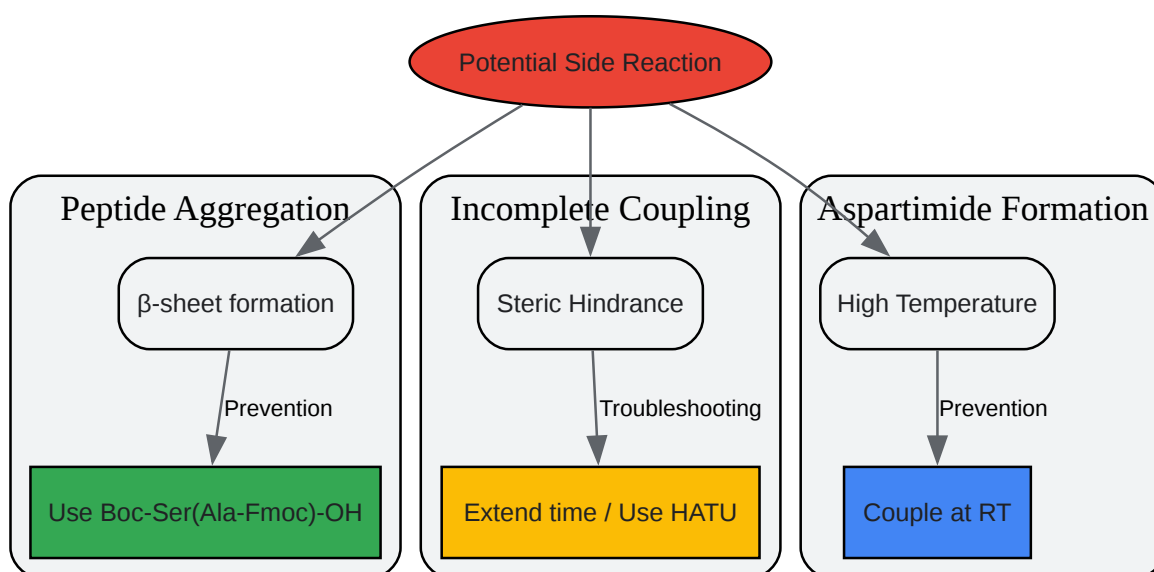 Potential Side Reaction
Peptide Aggregation
Incomplete Coupling
Aspartimide Formation
β-sheet formation
Steric Hindrance
High Temperature
Prevention
Troubleshooting
Prevention
Use Boc-Ser(Ala-Fmoc)-OH
Extend time / Use HATU
Couple at RT